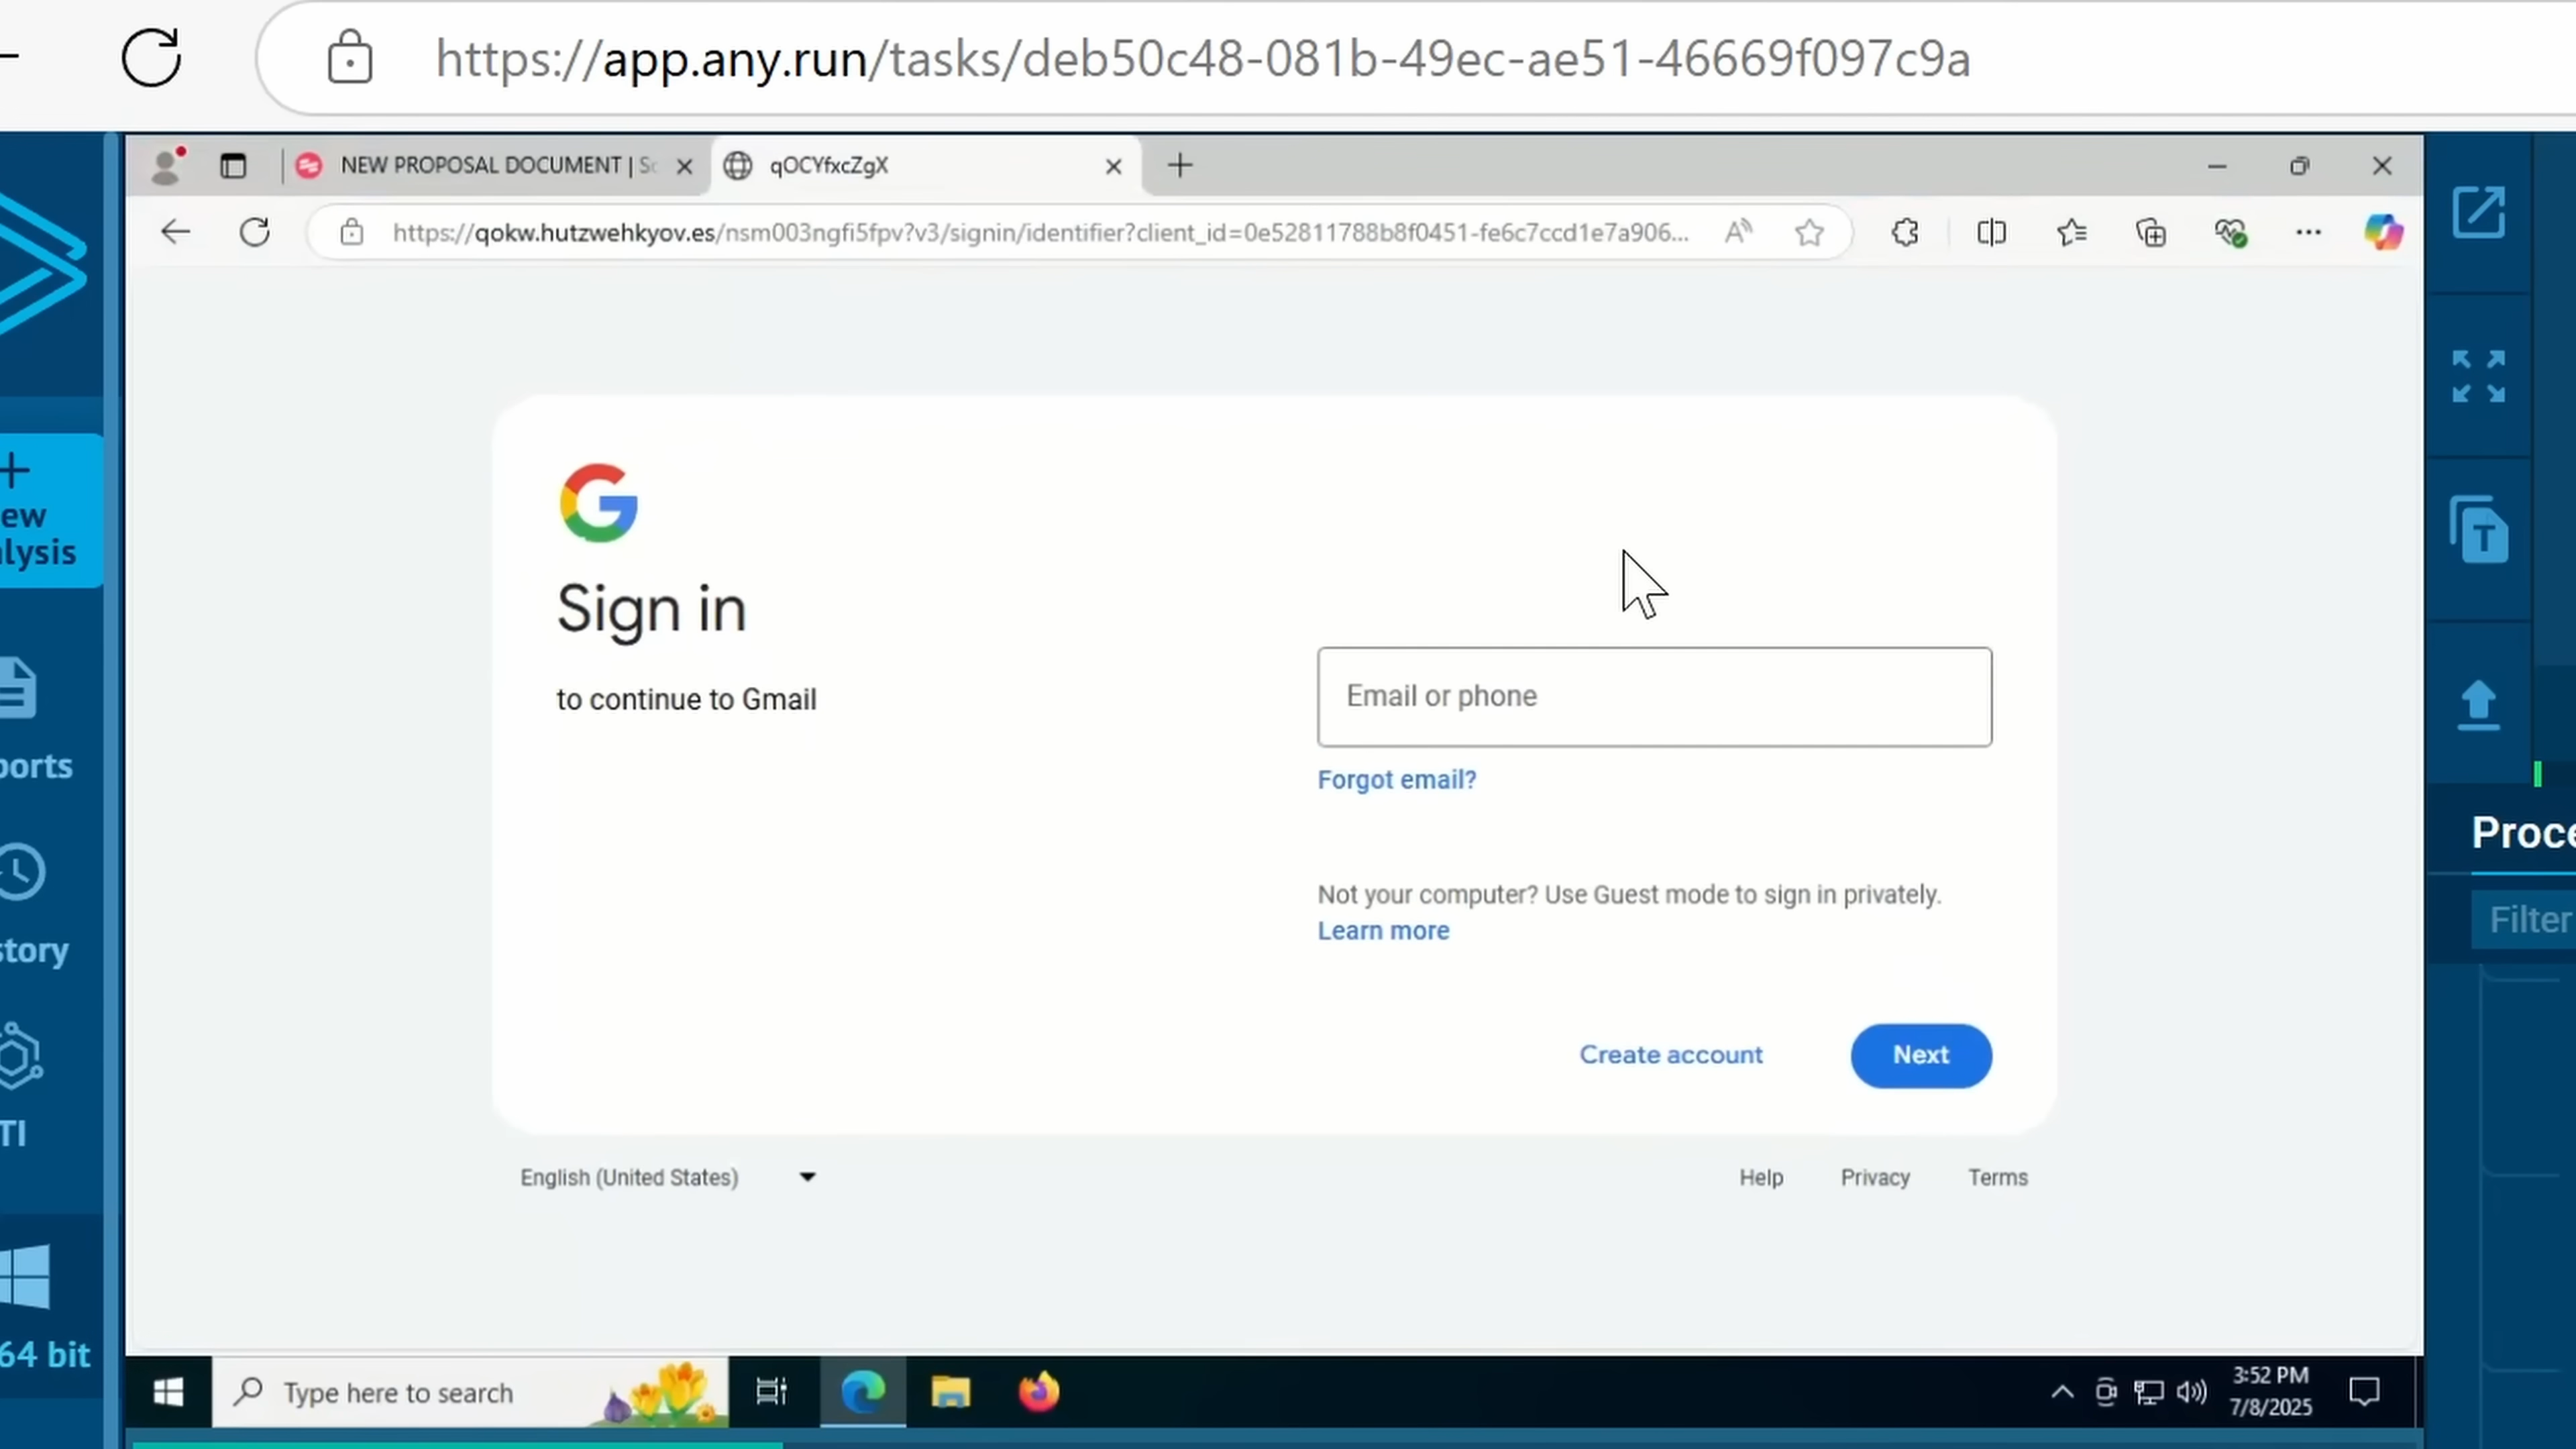 https://app.any.run/tasks/deb50c48-081b-49ec-ae51-46669f097c9a
NEW PROPOSAL DOCUMENT |
qOCYfxcZgX
https://qokw.hutzwehkyov.es/nsm003ngfi5fpv?v3/signin/identifier?client_id=0e52811788b8f0451-fe6c7ccd1e7a906...
Sign in
to continue to Gmail
Email or phone
Forgot email?
Not your computer? Use Guest mode to sign in privately.
Learn more
Create account
Next
English (United States)
Help
Privacy
Terms
ew
alysis
ports
story
TI
64 bit
Proce
Filter
Type here to search
3:52 PM
7/8/2025